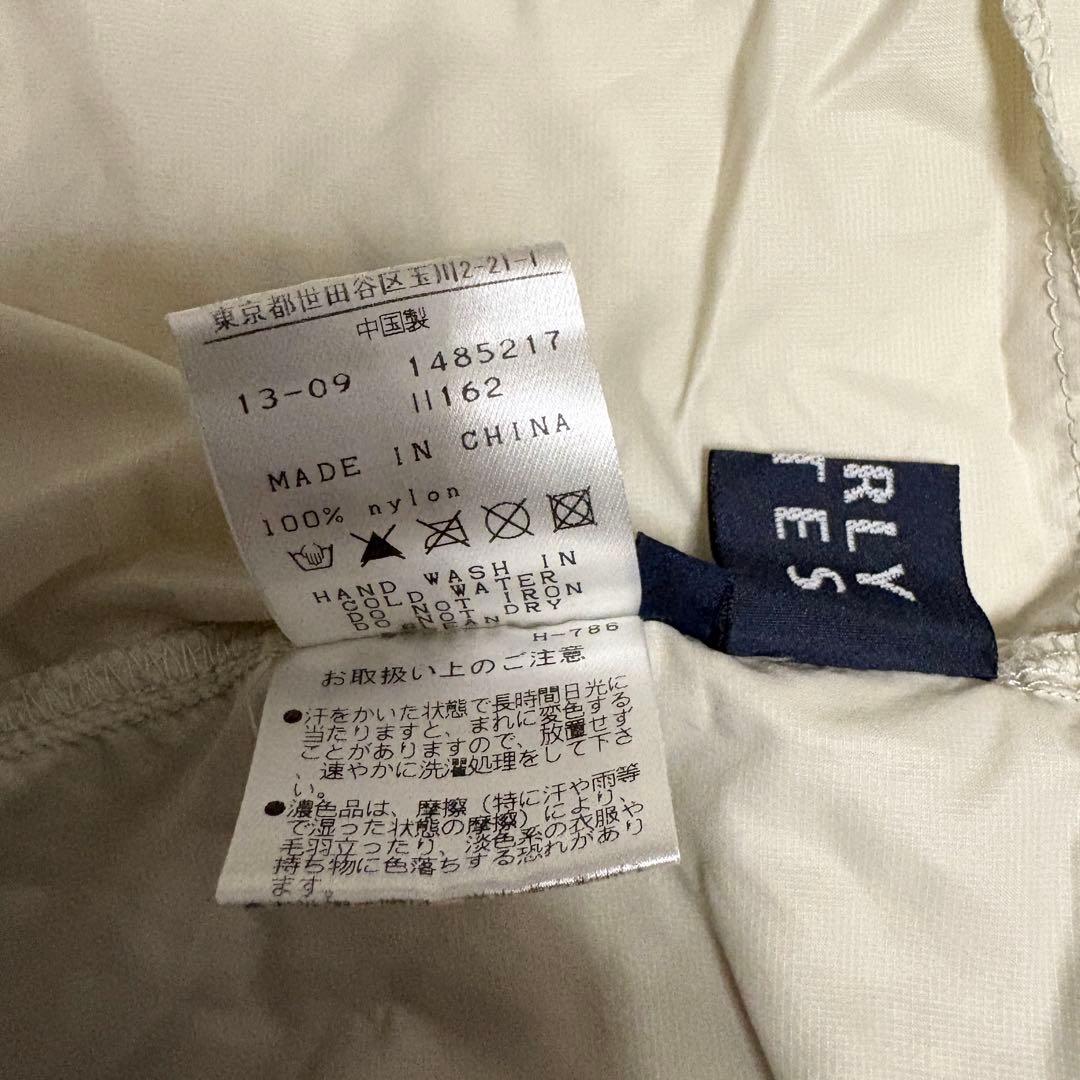 東京都世田谷区玉川2-21-1
中国製
13-09 1485217
11162
MADE IN CHINA
100% nylon
HAND WASH IN
COLD WATER
DO NOT IRON
DO NOT DRY
CLEAN
H-786
お取扱い上のご注意
●汗をかいた状態で長時間日光に
当たりますと、まれに変色する
ことがありますので、放置せず
、速やかに洗濯処理をして下さ
い。
●濃色品は、摩擦（特に汗や雨等
で湿った状態の摩擦）により、
毛羽立ったり、淡色系の衣服や
持ち物に色落ちする恐れがあり
ます。
RLY
TES